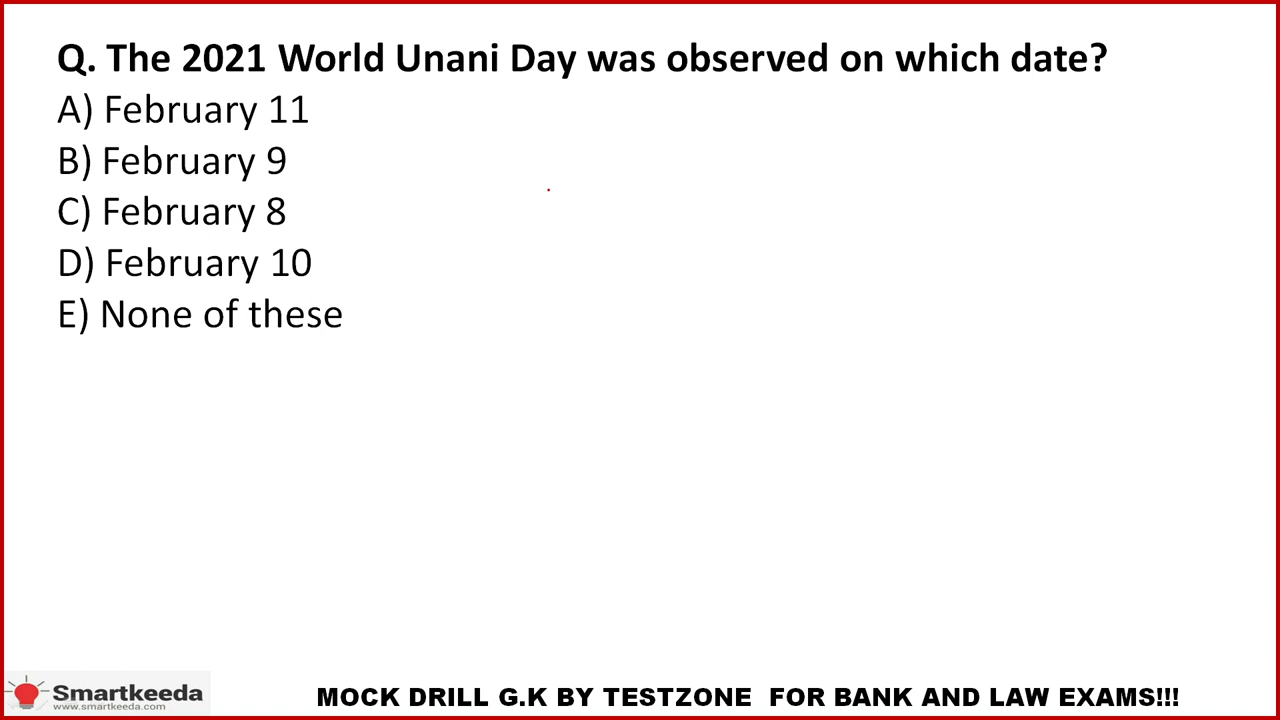 Q. The 2021 World Unani Day was observed on which date?
A) February 11
B) February 9
C) February 8
D) February 10
E) None of these
Smartkeeda
www.smartkeeda.com
MOCK DRILL G.K BY TESTZONE  FOR BANK AND LAW EXAMS!!!